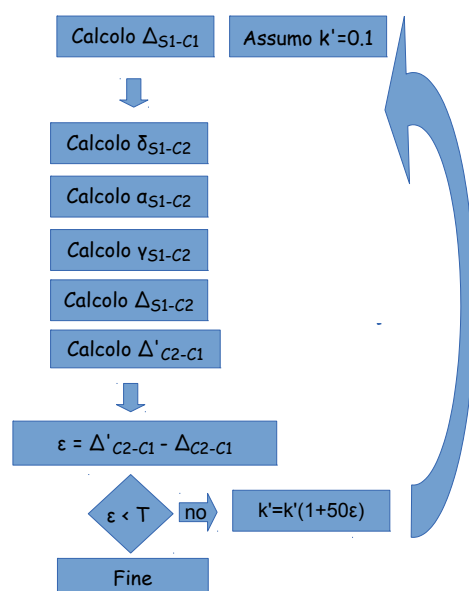 Calcolo ΔS1-C1 Assumo k'=0.1
Calcolo δS1-C2
Calcolo αS1-C2
Calcolo γS1-C2
Calcolo ΔS1-C2
Calcolo Δ'C2-C1
ε = Δ'C2-C1 - ΔC2-C1
ε < T no k'=k'(1+50ε)
Fine